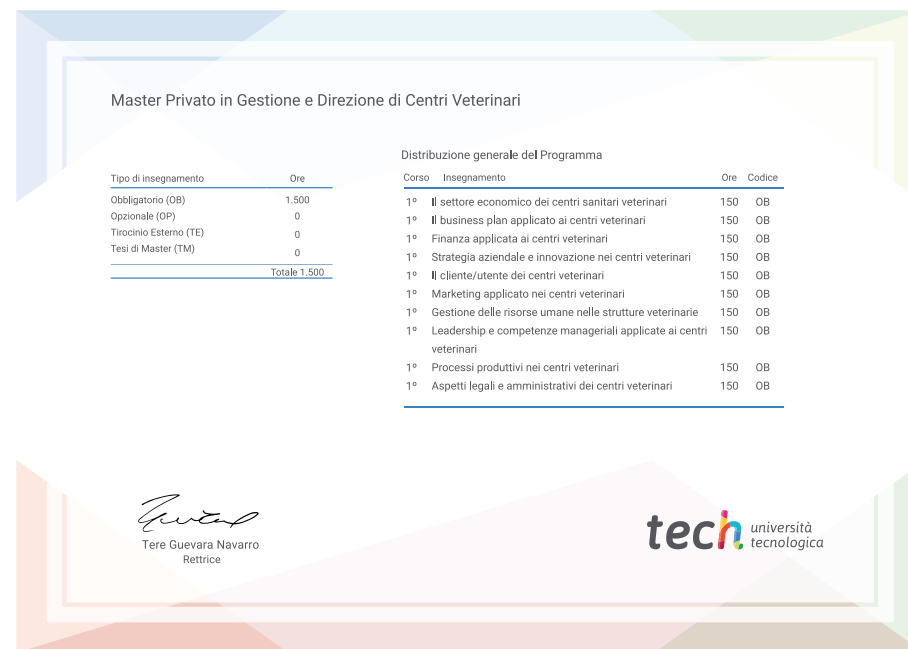 Master Privato in Gestione e Direzione di Centri Veterinari
Tipo di insegnamento Ore
Obbligatorio (OB) 1.500
Opzionale (OP) 0
Tirocinio Esterno (TE) 0
Tesi di Master (TM) 0
Totale 1.500
Distribuzione generale del Programma
Corso Insegnamento Ore Codice
1º Il settore economico dei centri sanitari veterinari 150 OB
1º Il business plan applicato ai centri veterinari 150 OB
1º Finanza applicata ai centri veterinari 150 OB
1º Strategia aziendale e innovazione nei centri veterinari 150 OB
1º Il cliente/utente dei centri veterinari 150 OB
1º Marketing applicato nei centri veterinari 150 OB
1º Gestione delle risorse umane nelle strutture veterinarie 150 OB
1º Leadership e competenze manageriali applicate ai centri 150 OB
veterinari
1º Processi produttivi nei centri veterinari 150 OB
1º Aspetti legali e amministrativi dei centri veterinari 150 OB
Tere Guevara Navarro
Rettrice
tech università
tecnologica